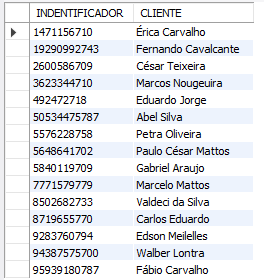 INDENTIFICADOR CLIENTE
1471156710 Érica Carvalho
19290992743 Fernando Cavalcante
2600586709 César Teixeira
3623344710 Marcos Nougeuira
492472718 Eduardo Jorge
50534475787 Abel Silva
5576228758 Petra Oliveira
5648641702 Paulo César Mattos
5840119709 Gabriel Araujo
7771579779 Marcelo Mattos
8502682733 Valdeci da Silva
8719655770 Carlos Eduardo
9283760794 Edson Meilelles
94387575700 Walber Lontra
95939180787 Fábio Carvalho